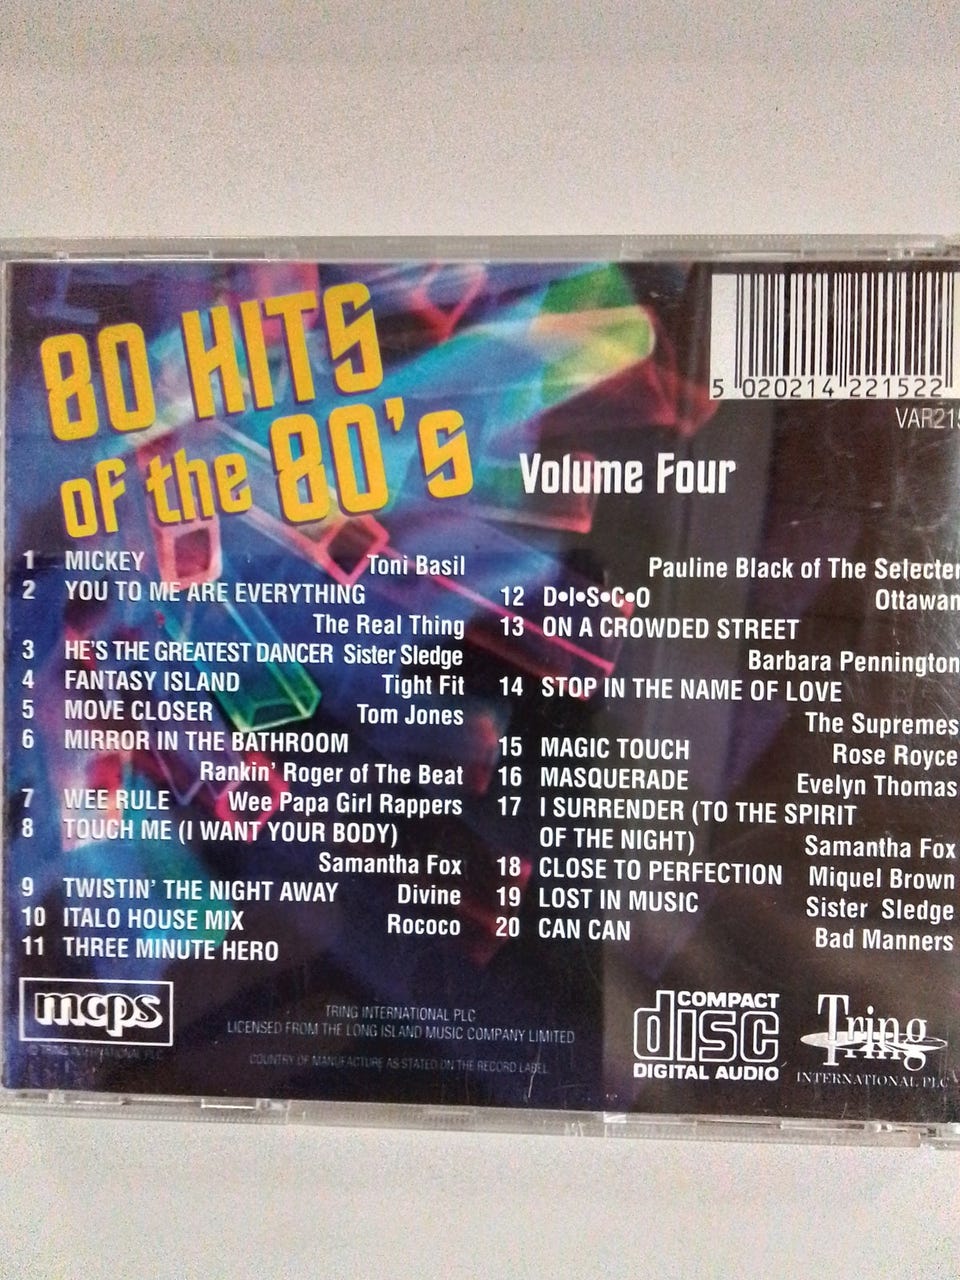 80 HITS
of the 80's
Volume Four
5 020214 221522
VAR215
1 MICKEY Toni Basil
2 YOU TO ME ARE EVERYTHING
The Real Thing
3 HE'S THE GREATEST DANCER Sister Sledge
4 FANTASY ISLAND Tight Fit
5 MOVE CLOSER Tom Jones
6 MIRROR IN THE BATHROOM
Rankin' Roger of The Beat
7 WEE RULE Wee Papa Girl Rappers
8 TOUCH ME (I WANT YOUR BODY)
Samantha Fox
9 TWISTIN' THE NIGHT AWAY Divine
10 ITALO HOUSE MIX Rococo
11 THREE MINUTE HERO
Pauline Black of The Selecter
12 D•I•S•C•O Ottawan
13 ON A CROWDED STREET
Barbara Pennington
14 STOP IN THE NAME OF LOVE
The Supremes
15 MAGIC TOUCH Rose Royce
16 MASQUERADE Evelyn Thomas
17 I SURRENDER (TO THE SPIRIT
OF THE NIGHT) Samantha Fox
18 CLOSE TO PERFECTION Miquel Brown
19 LOST IN MUSIC Sister Sledge
20 CAN CAN Bad Manners
mcps
© TRING INTERNATIONAL PLC
TRING INTERNATIONAL PLC
LICENSED FROM THE LONG ISLAND MUSIC COMPANY LIMITED
COUNTRY OF MANUFACTURE AS STATED ON THE RECORD LABEL
COMPACT
disc
DIGITAL AUDIO
Tring
INTERNATIONAL PLC